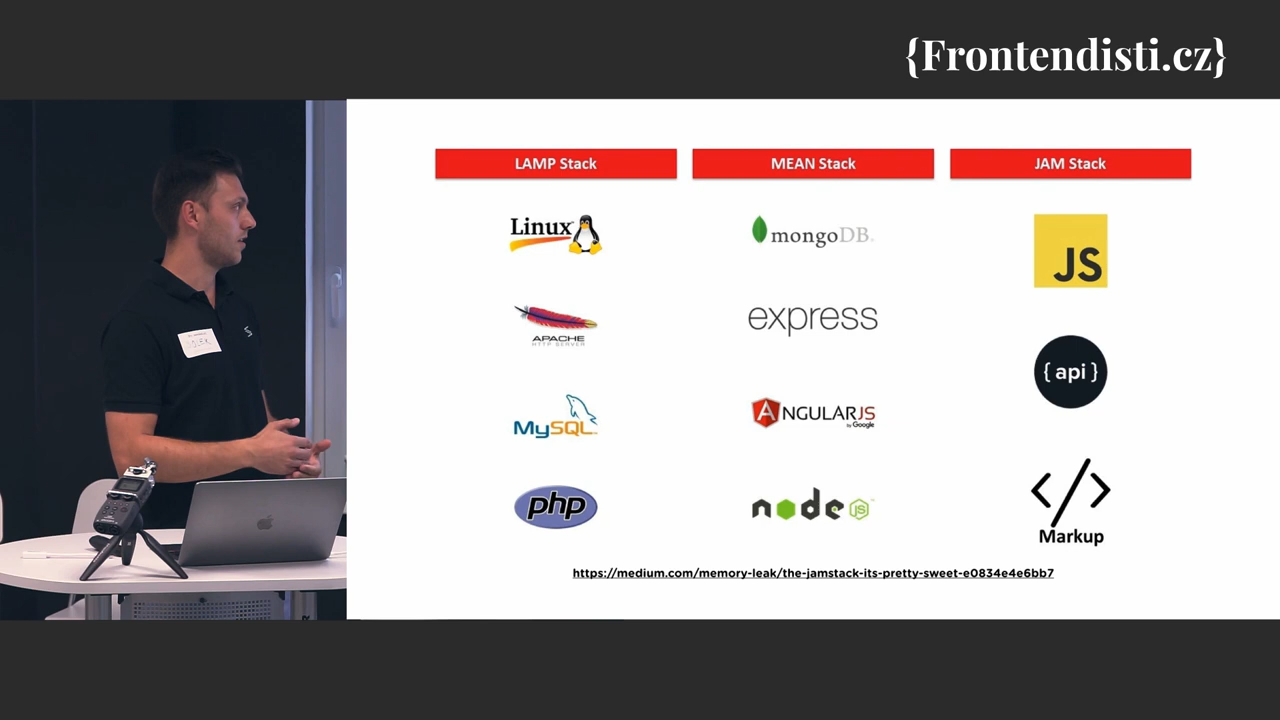 {Frontendisti.cz}
LAMP Stack
MEAN Stack
JAM Stack
Linux
APACHE
HTTP SERVER
MySQL
php
mongoDB
express
ANGULARJS
by Google
node
JS
JS
{ api }
Markup
https://medium.com/memory-leak/the-jamstack-its-pretty-sweet-e0834e4e6bb7